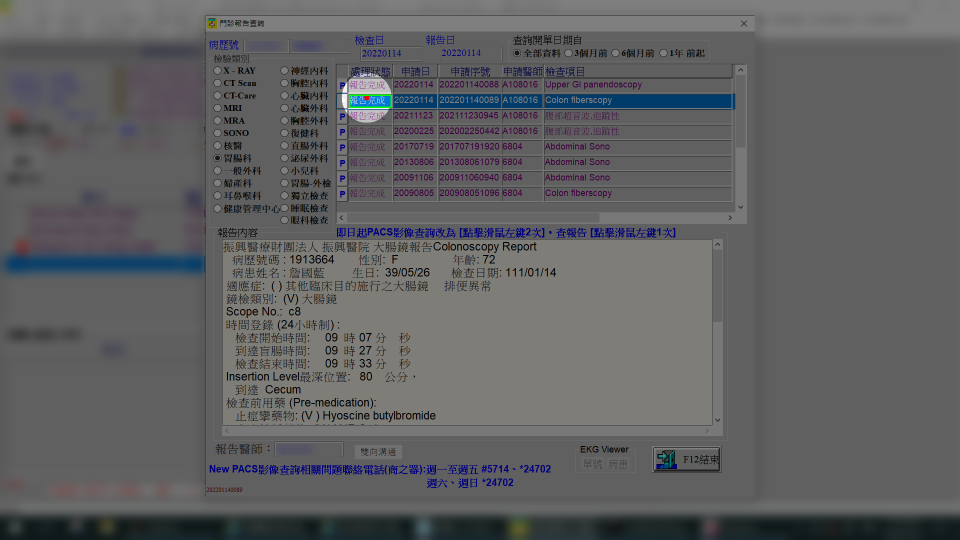 門診報告查詢
病歷號
檢查日
20220114
報告日
20220114
查詢開單日期自
全部資料 3個月前 6個月前 1年 前起
檢驗類別
X - RAY 神經內科
CT Scan 胸腔內科
CT-Care 心臟內科
MRI 心臟外科
MRA 胸腔外科
SONO 復健科
核醫 直腸外科
胃腸科 泌尿外科
一般外科 小兒科
婦產科 胃腸-外檢
耳鼻喉科 獨立檢查
健康管理中心 睡眠檢查
眼科檢查
處理狀態 申請日 申請序號 申請醫師 檢查項目
P 報告完成 20220114 202201140088 A108016 Upper GI panendoscopy
P 報告完成 20220114 202201140089 A108016 Colon fiberscopy
P 報告完成 20211123 202111230945 A108016 腹部超音波,追蹤性
P 報告完成 20200225 202002250442 A108016 腹部超音波,追蹤性
P 報告完成 20170719 201707191920 6804 Abdominal Sono
P 報告完成 20130806 201308061079 6804 Abdominal Sono
P 報告完成 20091106 200911060940 6804 Abdominal Sono
P 報告完成 20090805 200908051096 6804 Colon fiberscopy
報告內容
即日起PACS影像查詢改為 [點擊滑鼠左鍵2次]，查報告 [點擊滑鼠左鍵1次]
振興醫療財團法人 振興醫院 大腸鏡報告Colonoscopy Report
病歷號碼 : 1913664 性別: F 年齡: 72
病患姓名 : 詹國藍 生日: 39/05/26 檢查日期: 111/01/14
適應症: ( ) 其他臨床目的施行之大腸鏡 排便異常
鏡檢類別: (V) 大腸鏡
Scope No.: c8
時間登錄 (24小時制) :
檢查開始時間: 09 時 07 分 秒
到達盲腸時間: 09 時 27 分 秒
檢查結束時間: 09 時 33 分 秒
Insertion Level最深位置: 80 公分，
到達 Cecum
檢查前用藥 (Pre-medication):
止痙攣藥物: (V ) Hyoscine butylbromide
報告醫師：
雙向溝通
EKG Viewer
單號 病患
F12結束
New PACS影像查詢相關問題聯絡電話(商之器):週一至週五 #5714、*24702
週六、週日 *24702
202201140089